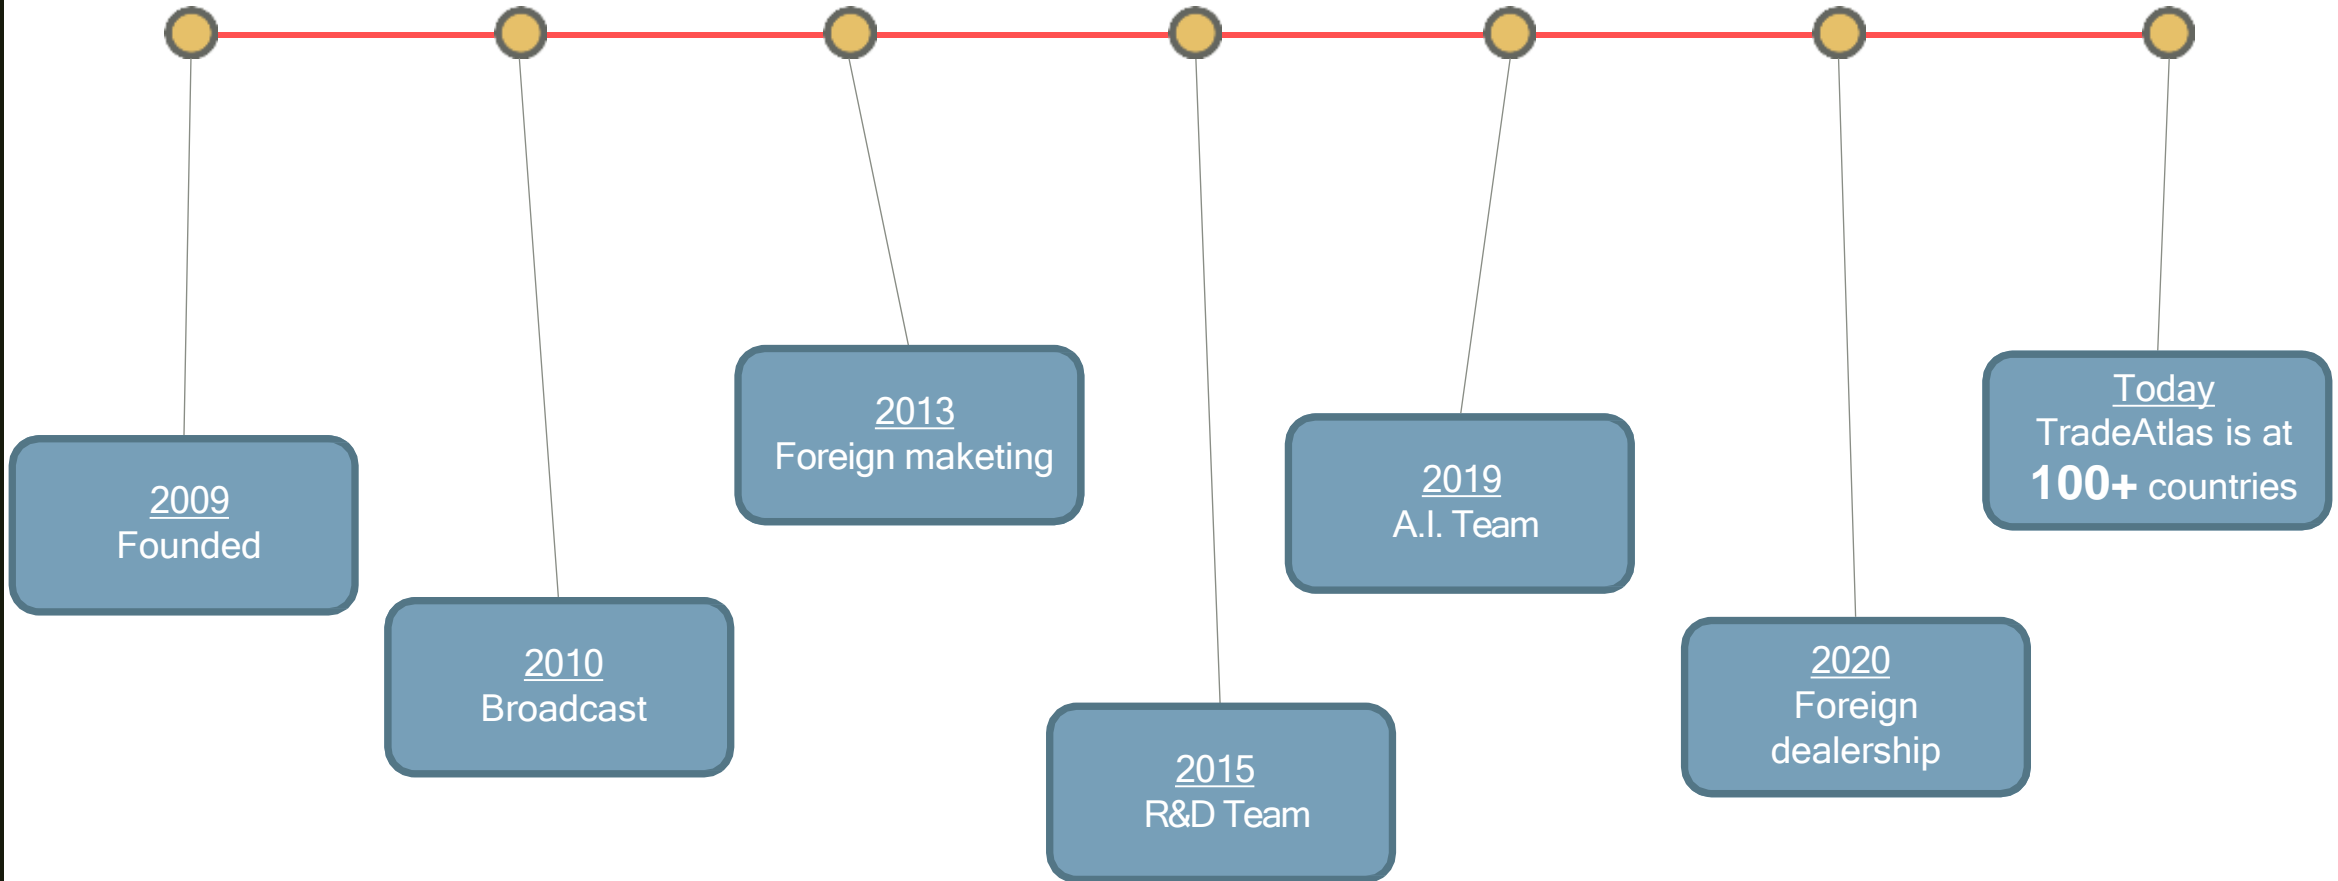 2009
Founded
2010
Broadcast
2013
Foreign maketing
2015
R&D Team
2019
A.I. Team
2020
Foreign
dealership
Today
TradeAtlas is at
100+ countries